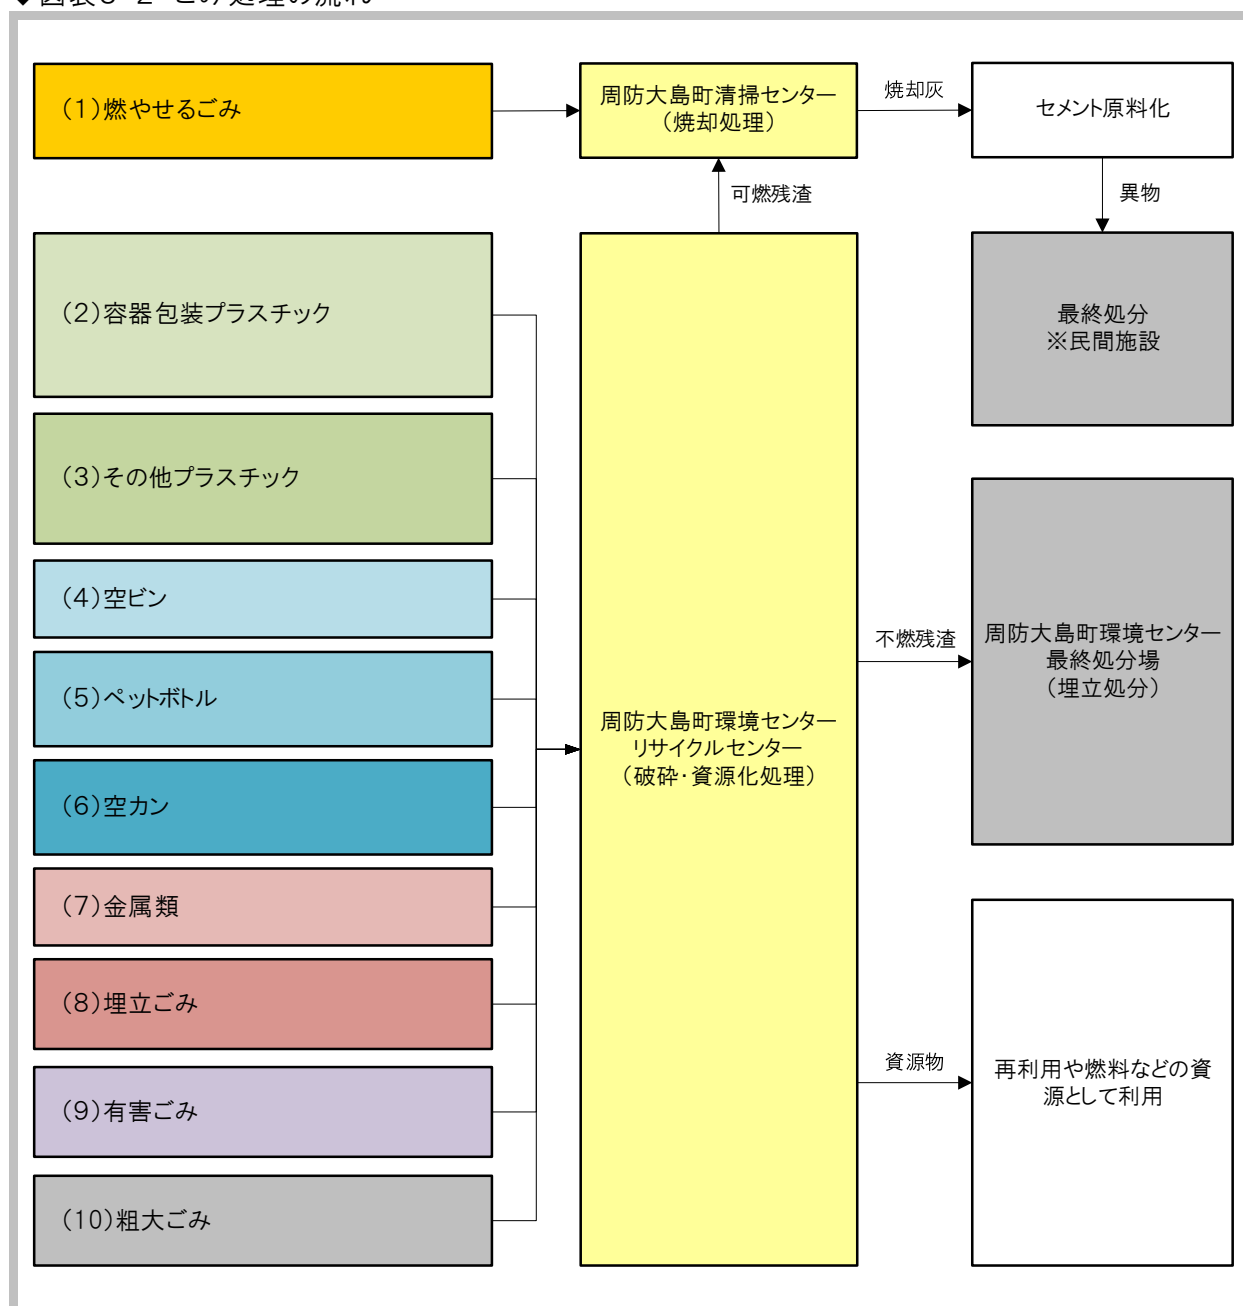 (1)燃やせるごみ
周防大島町清掃センター
(焼却処理)
焼却灰
セメント原料化
可燃残渣
異物
(2)容器包装プラスチック
最終処分
※民間施設
(3)その他プラスチック
(4)空ビン
不燃残渣
周防大島町環境センター
最終処分場
(埋立処分)
(5)ペットボトル
周防大島町環境センター
リサイクルセンター
(破砕・資源化処理)
(6)空カン
(7)金属類
(8)埋立ごみ
資源物
再利用や燃料などの資
源として利用
(9)有害ごみ
(10)粗大ごみ